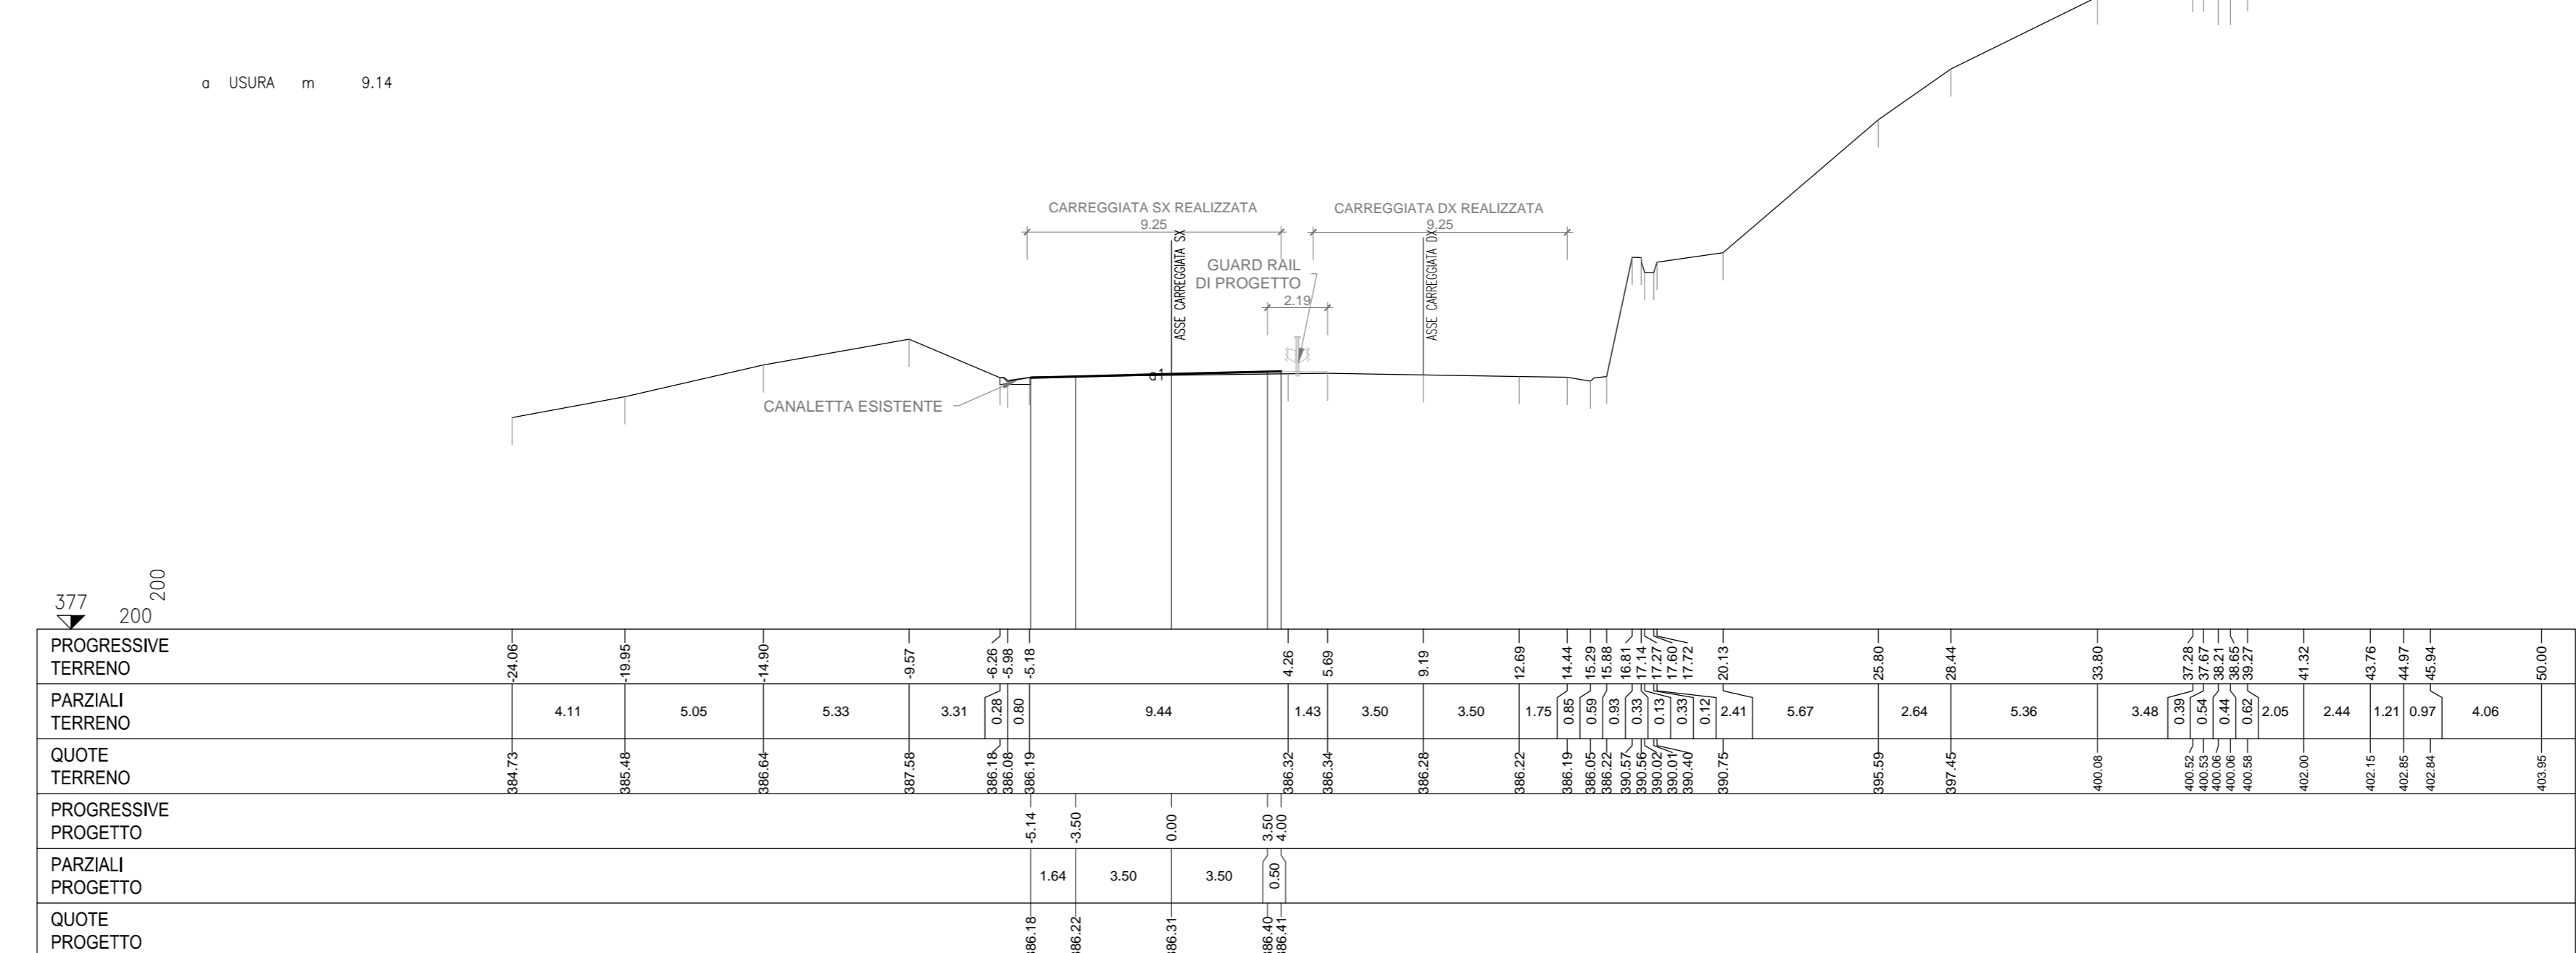 a USURA m 9.14
CARREGGIATA SX REALIZZATA
9.25
CARREGGIATA DX REALIZZATA
9.25
ASSE CARREGGIATA SX
ASSE CARREGGIATA DX
GUARD RAIL
DI PROGETTO
2.19
a1
CANALETTA ESISTENTE
377
200
200
PROGRESSIVE
TERRENO
-24.06 -19.95 -14.90 -9.57 -6.26 -5.98 -5.18 4.26 5.69 9.19 12.69 14.44 15.29 15.88 16.81 17.14 17.27 17.60 17.72 20.13 25.80 28.44 33.80 37.28 37.67 38.21 38.65 39.27 41.32 43.76 44.97 45.94 50.00
PARZIALI
TERRENO
4.11 5.05 5.33 3.31 0.28 0.80 9.44 1.43 3.50 3.50 1.75 0.85 0.59 0.93 0.33 0.13 0.33 0.12 2.41 5.67 2.64 5.36 3.48 0.39 0.54 0.44 0.62 2.05 2.44 1.21 0.97 4.06
QUOTE
TERRENO
384.73 385.48 386.64 387.58 386.18 386.08 386.19 386.32 386.34 386.28 386.22 386.19 386.05 386.22 390.57 390.56 390.02 390.01 390.40 390.75 395.59 397.45 400.08 400.52 400.53 400.06 400.06 400.58 402.00 402.15 402.85 402.84 403.95
PROGRESSIVE
PROGETTO
-5.14 -3.50 0.00 3.50 4.00
PARZIALI
PROGETTO
1.64 3.50 3.50 0.50
QUOTE
PROGETTO
386.18 386.22 386.31 386.40 386.41